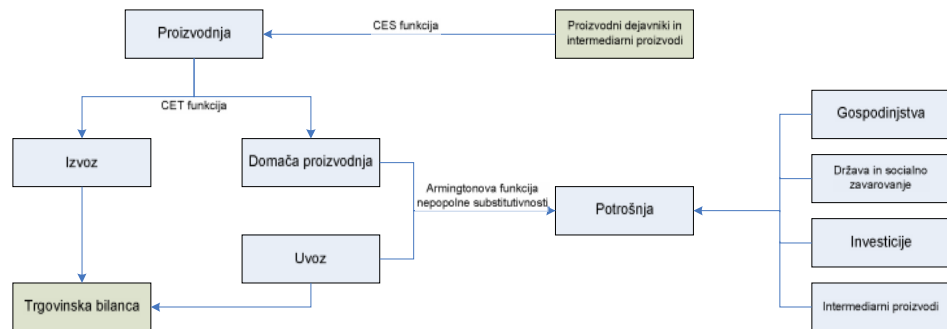 Proizvodnja
CES funkcija
Proizvodni dejavniki in
intermediarni proizvodi
CET funkcija
Izvoz
Domača proizvodnja
Armingtonova funkcija
nepopolne substitutivnosti
Uvoz
Trgovinska bilanca
Potrošnja
Gospodinjstva
Država in socialno
zavarovanje
Investicije
Intermediarni proizvodi